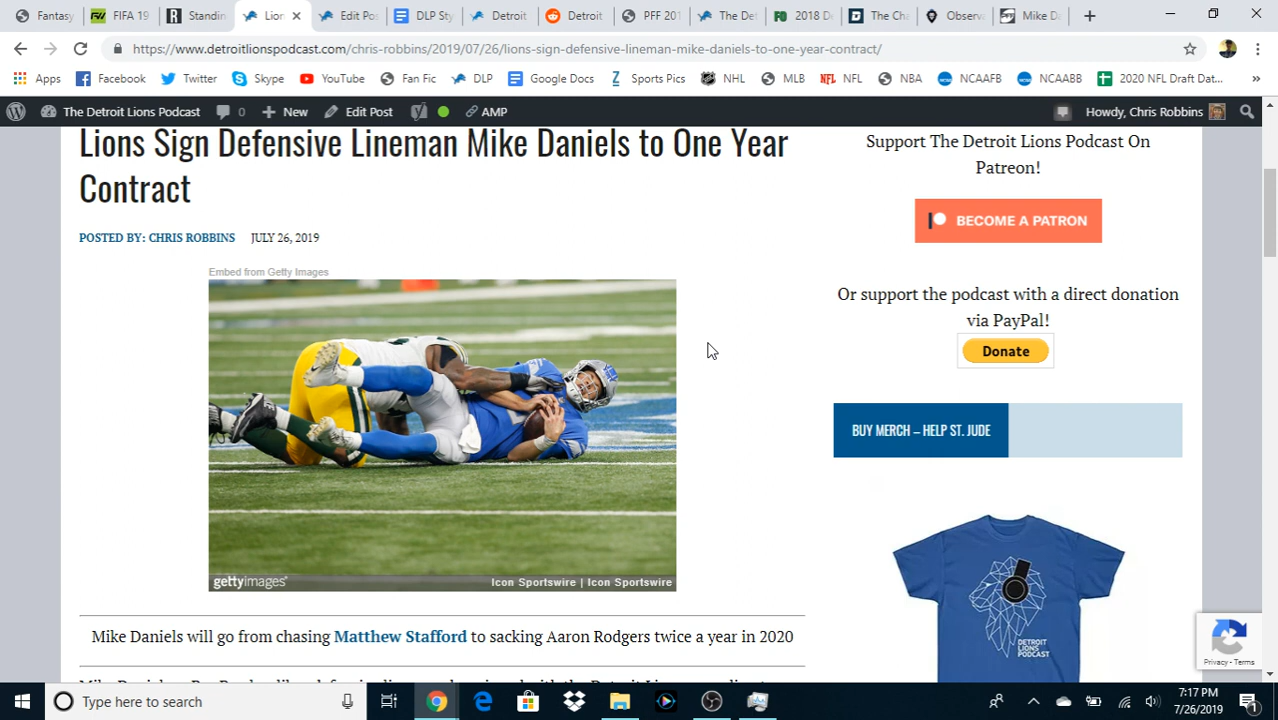 Fantasy
FIFA 19
Standin
Lion
Edit Po
DLP Sty
Detroit
Detroit
PFF 201
The Det
2018 De
The Cha
Observa
Mike Da
https://www.detroitlionspodcast.com/chris-robbins/2019/07/26/lions-sign-defensive-lineman-mike-daniels-to-one-year-contract/
Apps Facebook Twitter Skype YouTube Fan Fic DLP Google Docs Sports Pics NHL MLB NFL NBA NCAAFB NCAABB 2020 NFL Draft Dat... »
The Detroit Lions Podcast 0 New Edit Post AMP Howdy, Chris Robbins
Lions Sign Defensive Lineman Mike Daniels to One Year
Contract
POSTED BY: CHRIS ROBBINS JULY 26, 2019
Embed from Getty Images
gettyimages®
Icon Sportswire | Icon Sportswire
Mike Daniels will go from chasing Matthew Stafford to sacking Aaron Rodgers twice a year in 2020
Support The Detroit Lions Podcast On
Patreon!
BECOME A PATRON
Or support the podcast with a direct donation
via PayPal!
Donate
BUY MERCH – HELP ST. JUDE
DETROIT
LIONS
PODCAST
Privacy - Terms
Type here to search
7:17 PM
7/26/2019
1